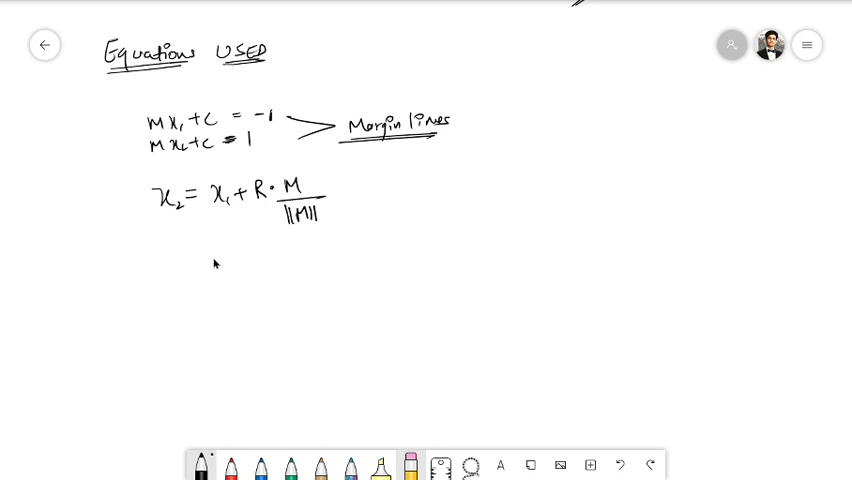 Equations USED
mx₁+c = -1
mx₂+c = 1
Margin lines
x₂ = x₁ + R · M / ||M||
A